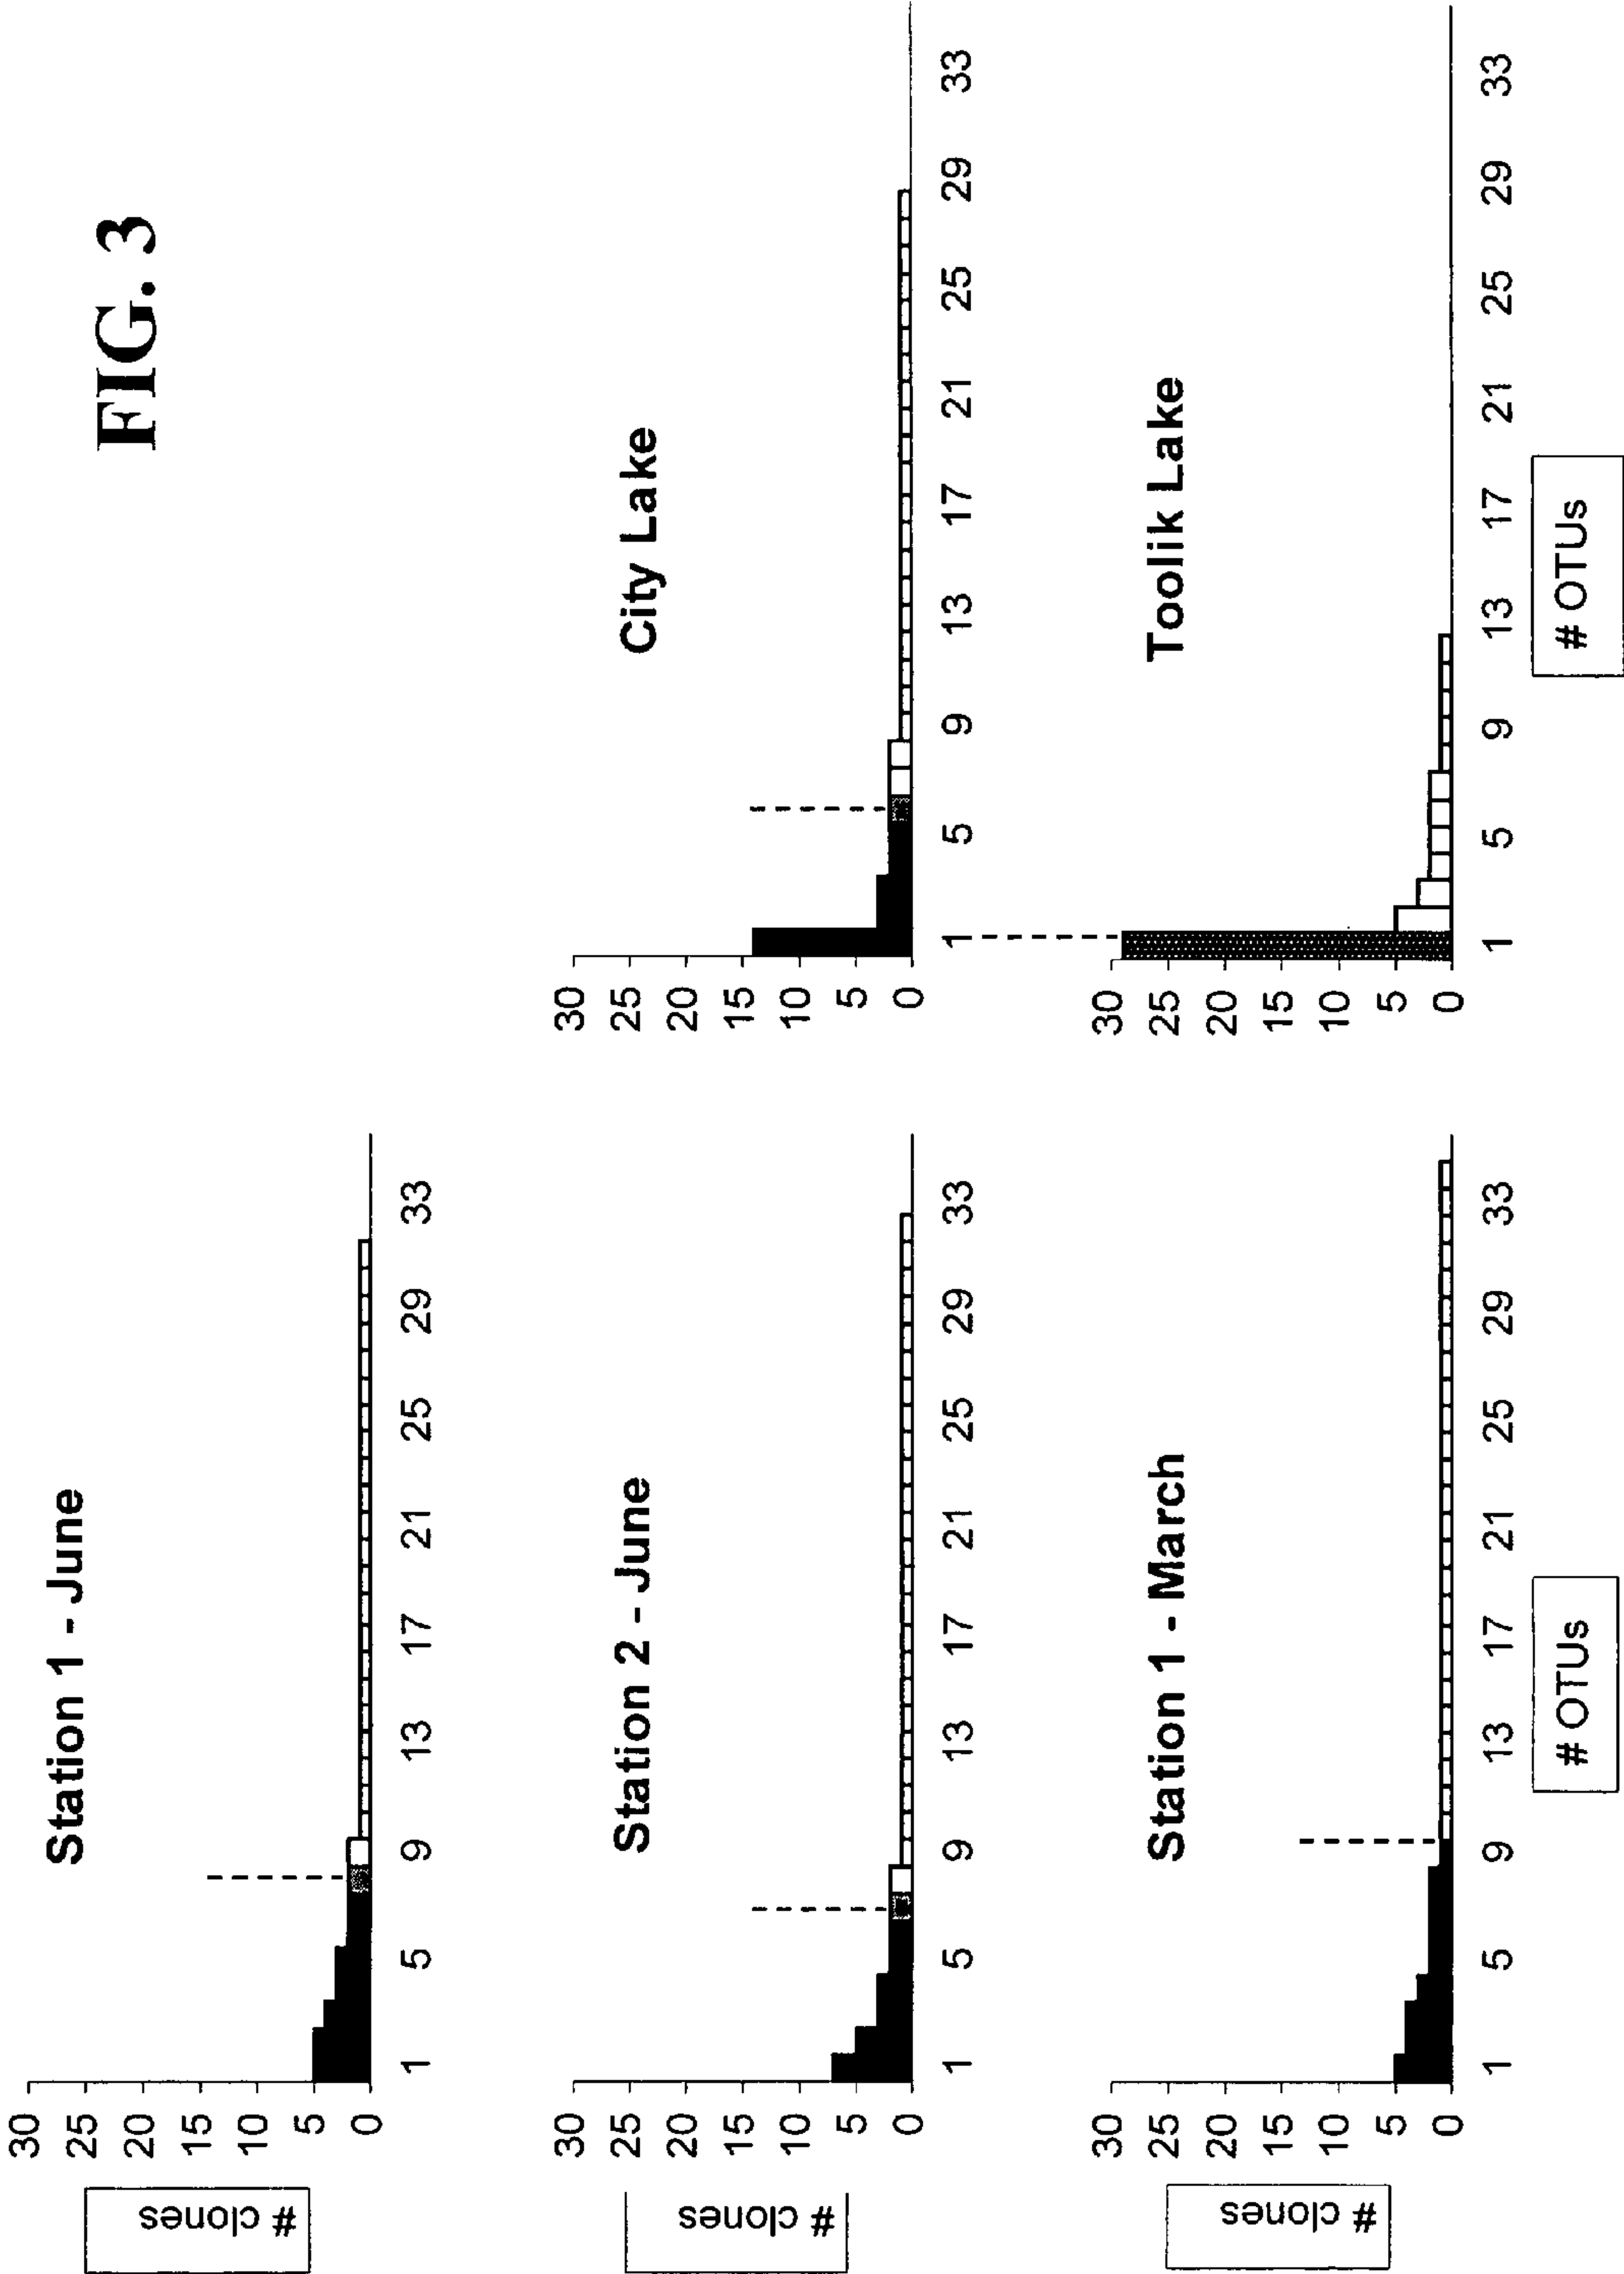 FIG. 3
Station 1 - June
# clones
30
25
20
15
10
5
0
1 5 9 13 17 21 25 29 33
Station 2 - June
# clones
30
25
20
15
10
5
0
1 5 9 13 17 21 25 29 33
City Lake
30
25
20
15
10
5
0
1 5 9 13 17 21 25 29 33
Station 1 - March
# clones
30
25
20
15
10
5
0
1 5 9 13 17 21 25 29 33
# OTUs
Toolik Lake
30
25
20
15
10
5
0
1 5 9 13 17 21 25 29 33
# OTUs